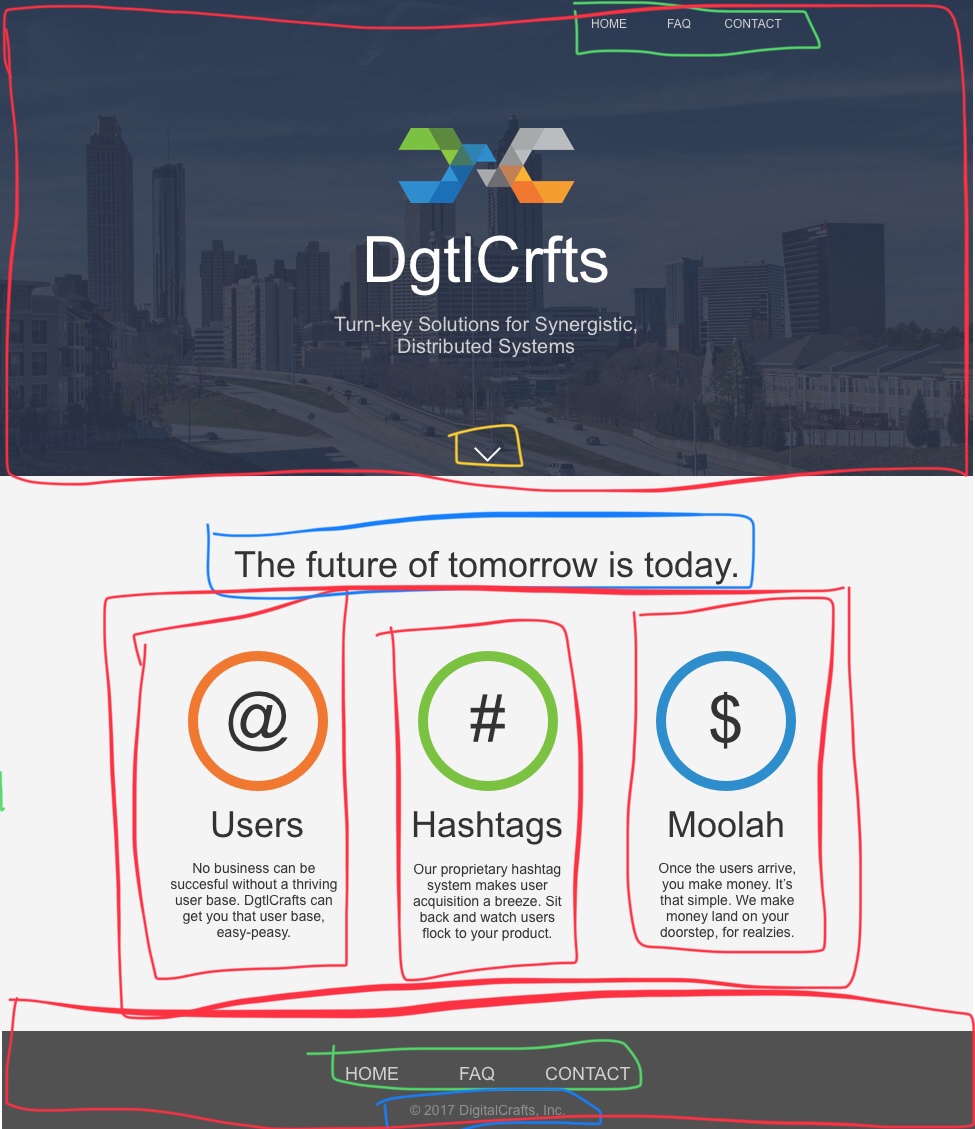 HOME FAQ CONTACT
DgtlCrfts
Turn-key Solutions for Synergistic,
Distributed Systems
The future of tomorrow is today.
@
Users
No business can be
succesful without a thriving
user base. DgtlCrafts can
get you that user base,
easy-peasy.
#
Hashtags
Our proprietary hashtag
system makes user
acquisition a breeze. Sit
back and watch users
flock to your product.
$
Moolah
Once the users arrive,
you make money. It’s
that simple. We make
money land on your
doorstep, for realzies.
HOME FAQ CONTACT
© 2017 DigitalCrafts, Inc.